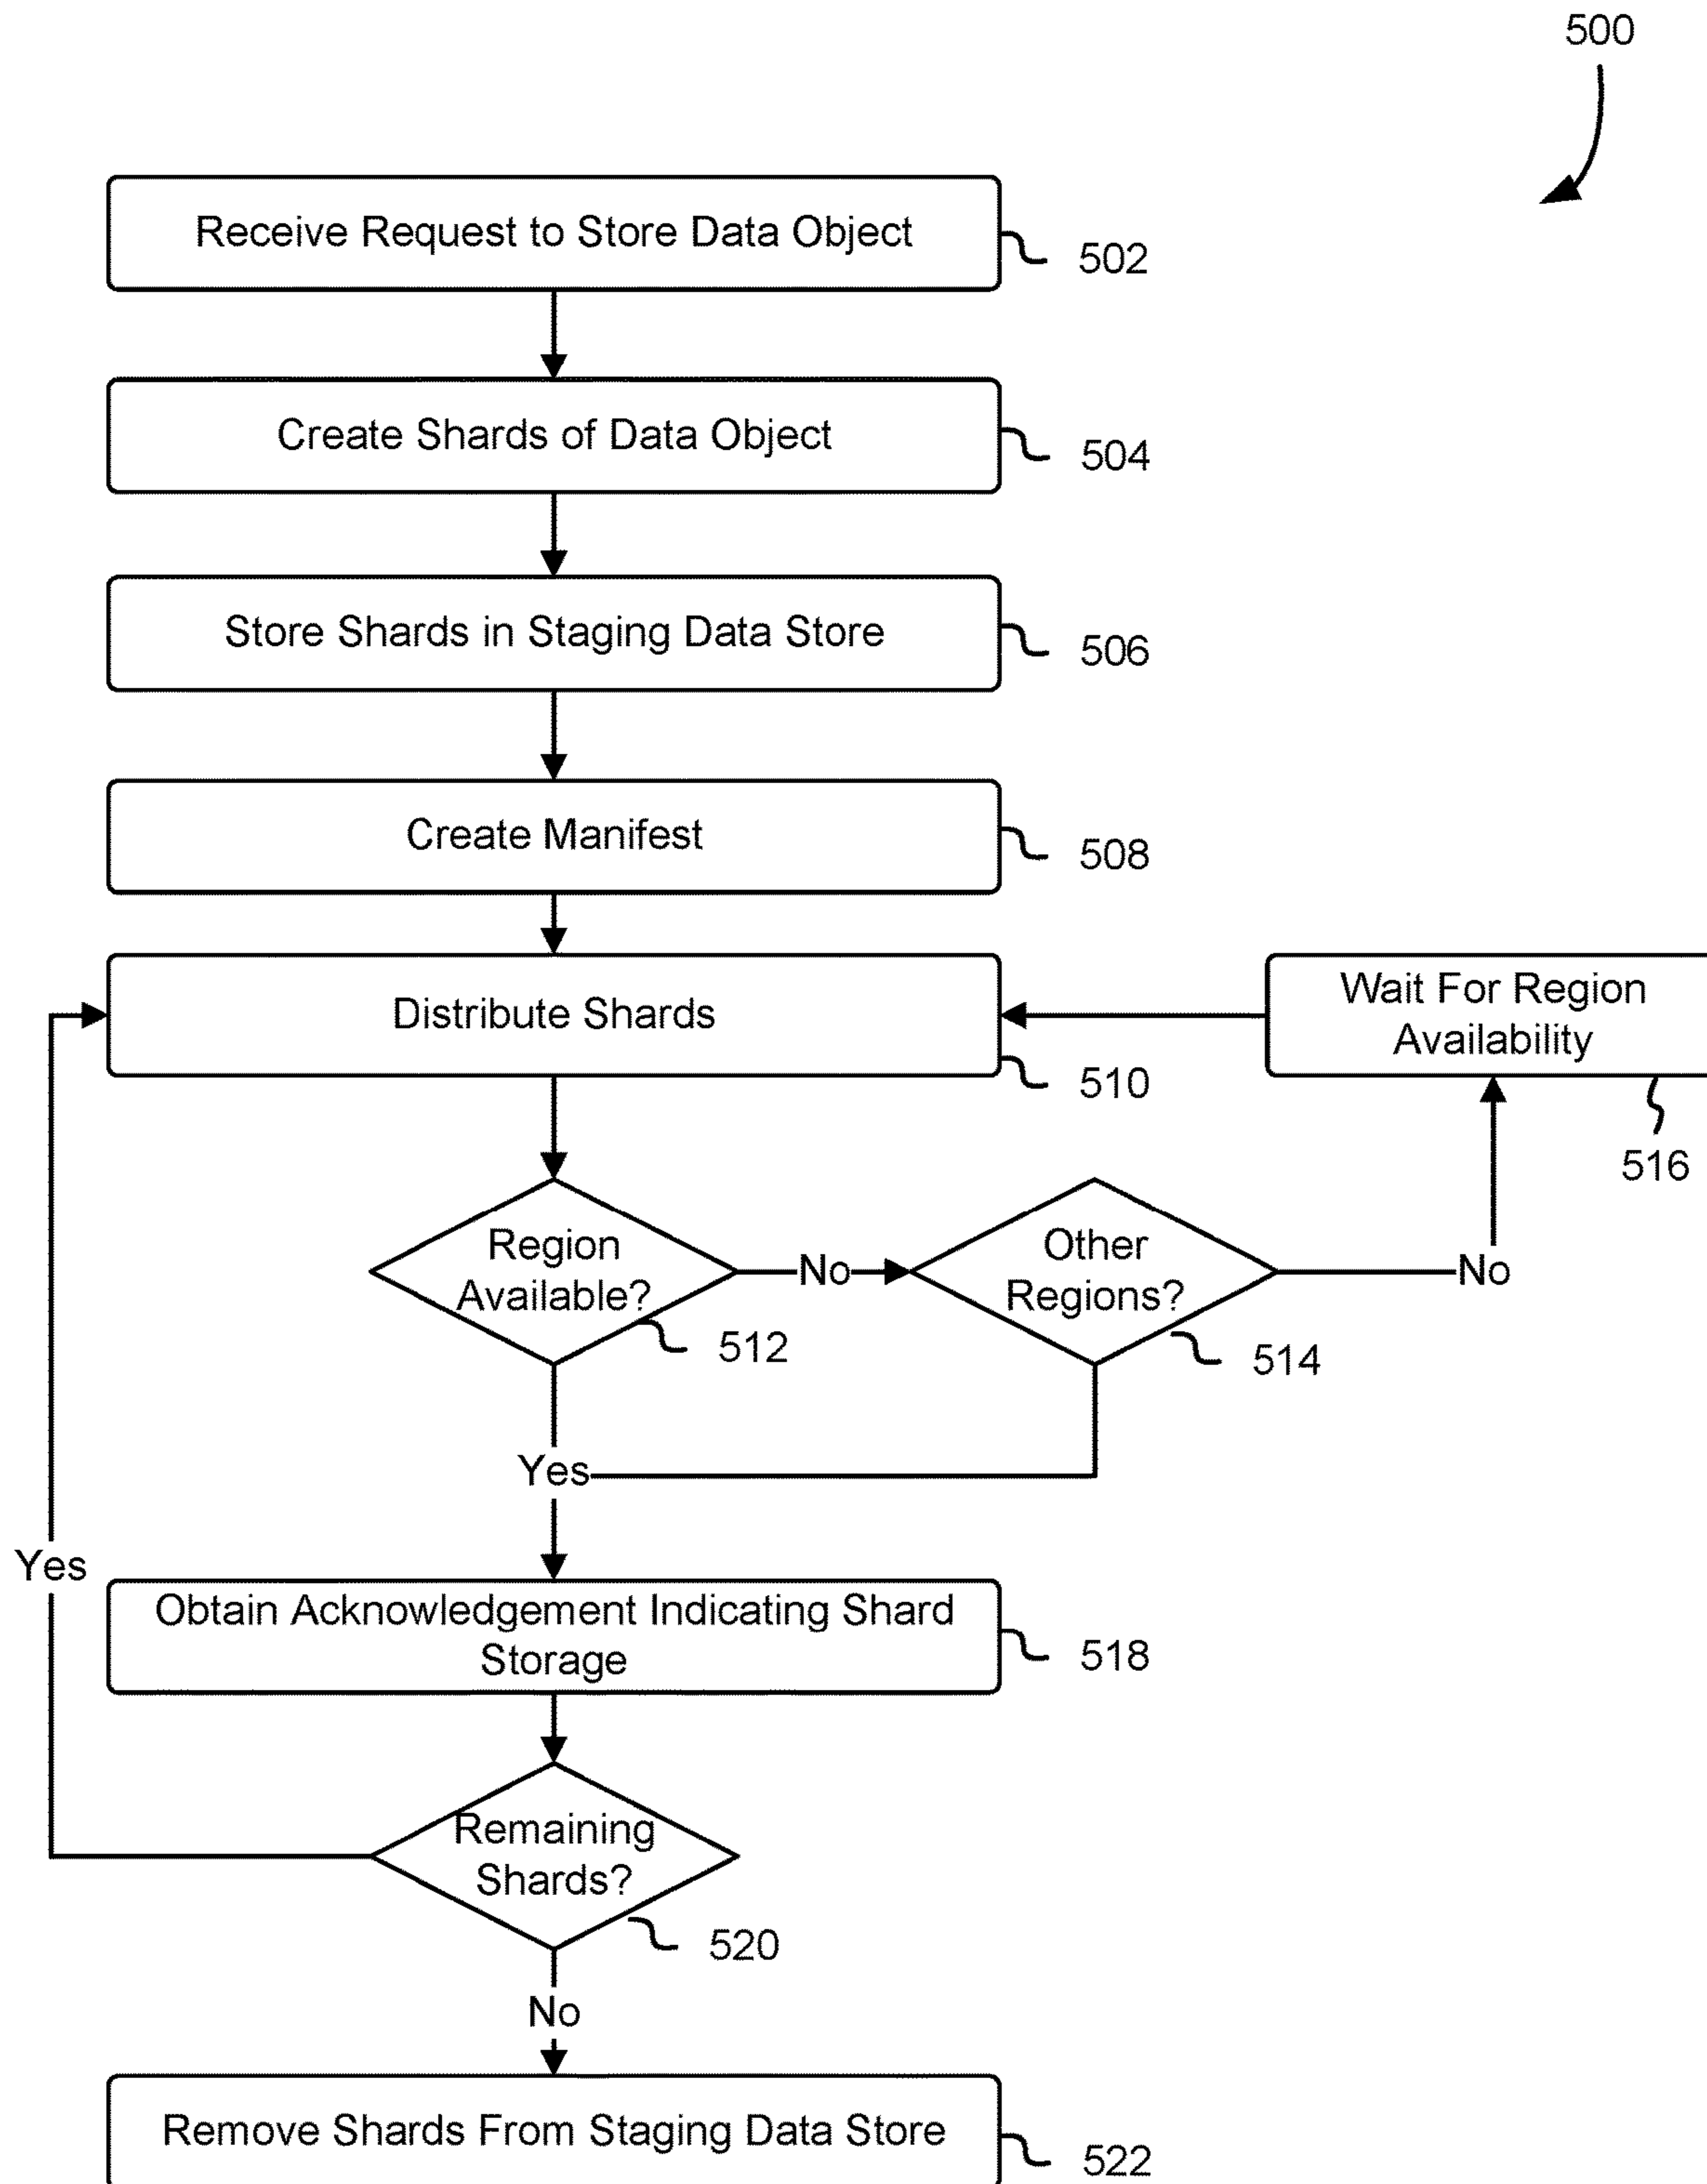 500
Receive Request to Store Data Object
502
Create Shards of Data Object
504
Store Shards in Staging Data Store
506
Create Manifest
508
Distribute Shards
510
Wait For Region
Availability
516
Region
Available?
512
No
Other
Regions?
514
No
Yes
Yes
Obtain Acknowledgement Indicating Shard
Storage
518
Remaining
Shards?
520
No
Remove Shards From Staging Data Store
522